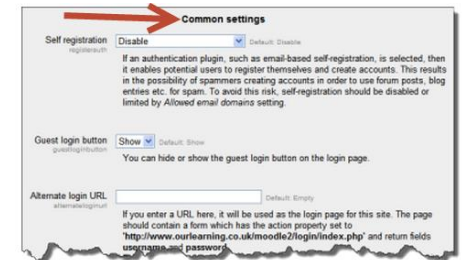 Common settings
Self registration Disable Default: Disable
registerauth
If an authentication plugin, such as email-based self-registration, is selected, then
it enables potential users to register themselves and create accounts. This results
in the possibility of spammers creating accounts in order to use forum posts, blog
entries etc. for spam. To avoid this risk, self-registration should be disabled or
limited by Allowed email domains setting.
Guest login button Show Default: Show
guestloginbutton
You can hide or show the guest login button on the login page.
Alternate login URL Default: Empty
alternateloginurl
If you enter a URL here, it will be used as the login page for this site. The page
should contain a form which has the action property set to
'http://www.ourlearning.co.uk/moodle2/login/index.php' and return fields
username and password